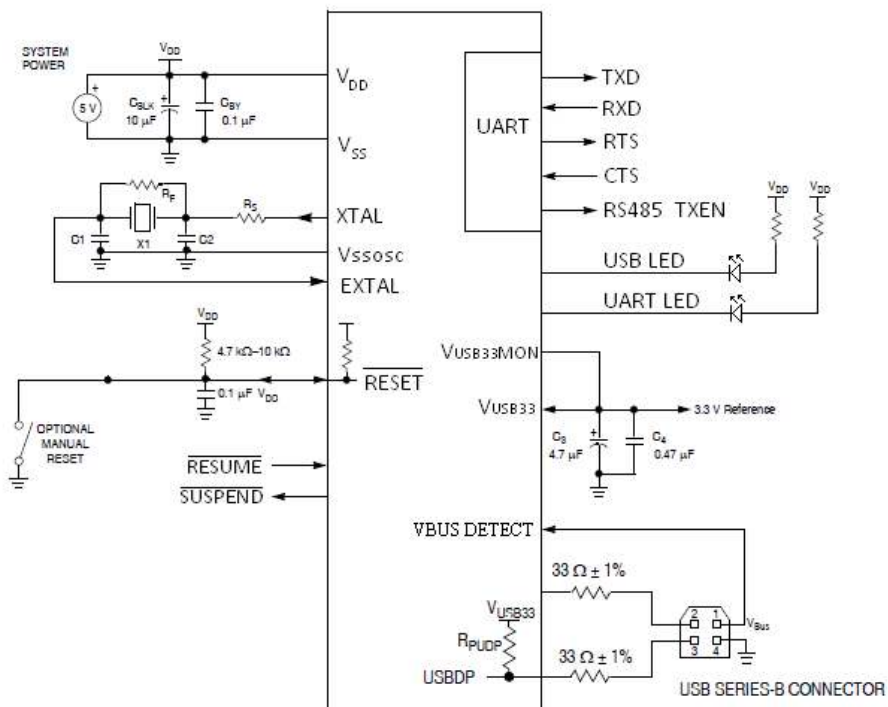 SYSTEM
POWER
VDD
5 V
CBLK
10 µF
CBY
0.1 µF
VDD
VSS
RF
RS
C1
X1
C2
XTAL
VSSOSC
EXTAL
VDD
4.7 kΩ–10 kΩ
0.1 µF VDD
RESET
OPTIONAL
MANUAL
RESET
RESUME
SUSPEND
UART
TXD
RXD
RTS
CTS
RS485 TXEN
VDD
VDD
USB LED
UART LED
VUSB33MON
VUSB33
3.3 V Reference
C3
4.7 µF
C4
0.47 µF
VBUS DETECT
33 Ω ± 1%
VUSB33
RPUDP
USBDP
33 Ω ± 1%
2 1
3 4
VBus
USB SERIES-B CONNECTOR